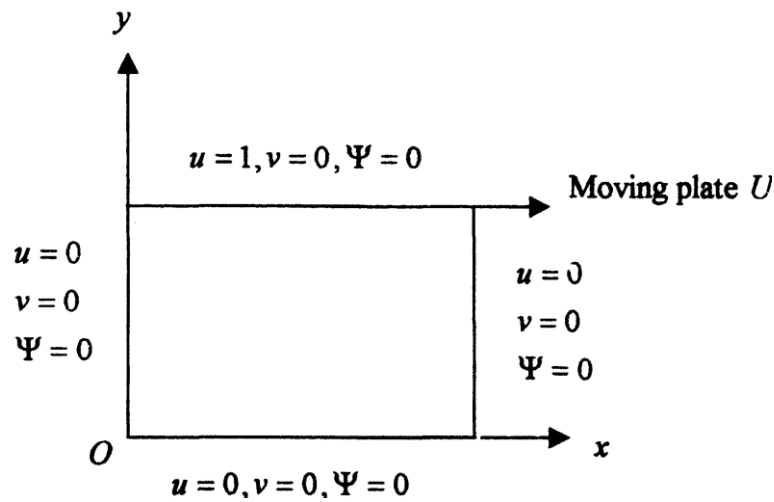 y
u = 1, v = 0, Ψ = 0
Moving plate U
u = 0
v = 0
Ψ = 0
u = 0
v = 0
Ψ = 0
O
x
u = 0, v = 0, Ψ = 0